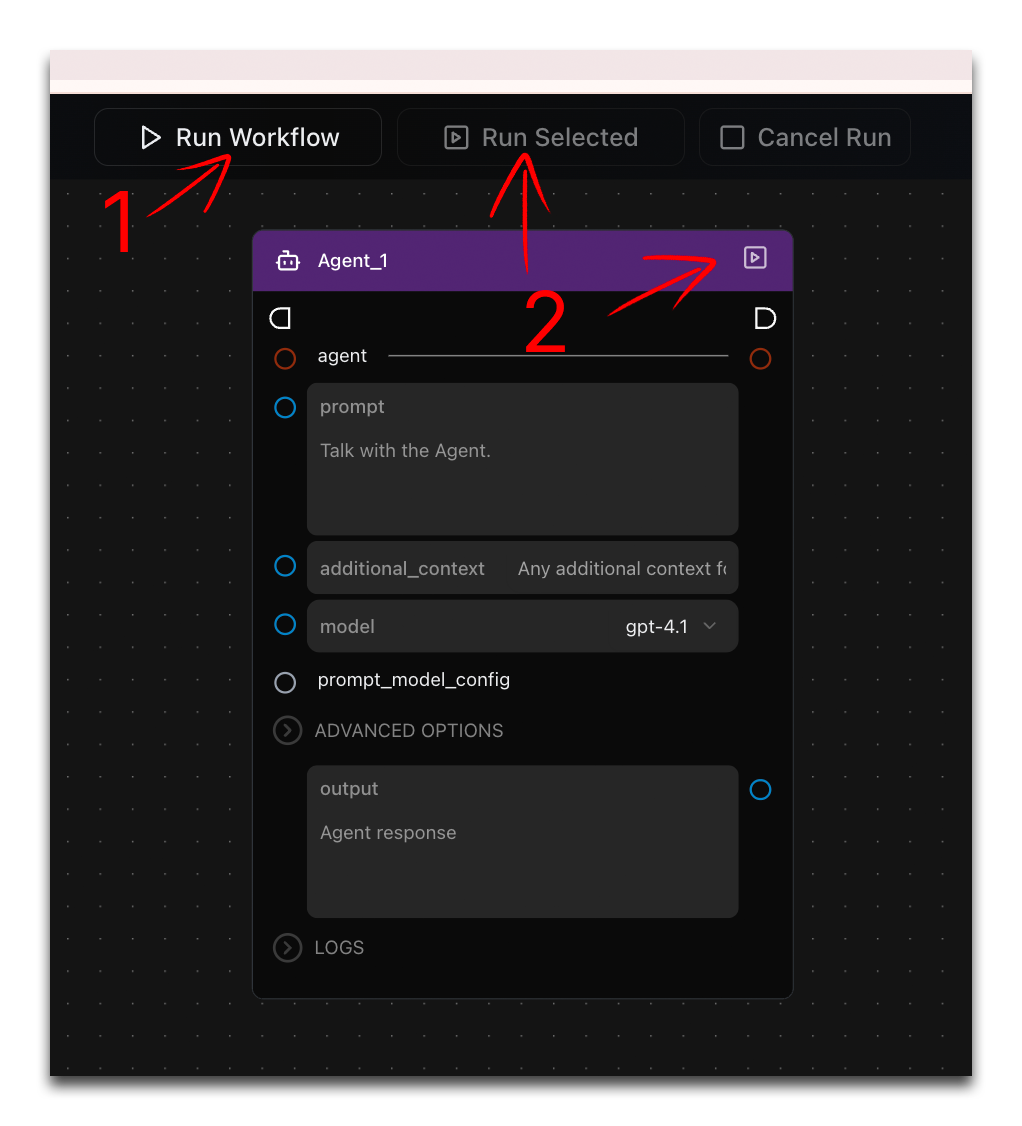 Run Workflow
Run Selected
Cancel Run
1
Agent_1
2
agent
prompt
Talk with the Agent.
additional_context Any additional context fo
model gpt-4.1
prompt_model_config
ADVANCED OPTIONS
output
Agent response
LOGS